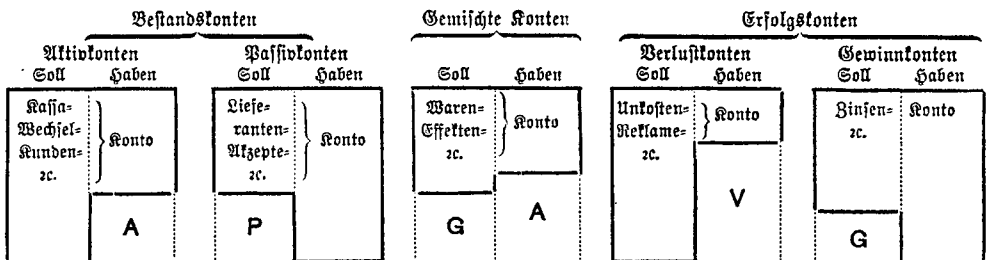 Bestandskonten Gemischte Konten Erfolgskonten
Aktivkonten Passivkonten Verlustkonten Gewinnkonten
Soll Haben Soll Haben Soll Haben Soll Haben Soll Haben
Kassa- Liefe- Waren- Unkosten- Zinsen- Konto
Wechsel- Konto ranten- Konto Effekten- Konto Reklame- Konto ꝛc.
Kunden- Akzepte- ꝛc. ꝛc.
ꝛc. ꝛc.
A P G A V G